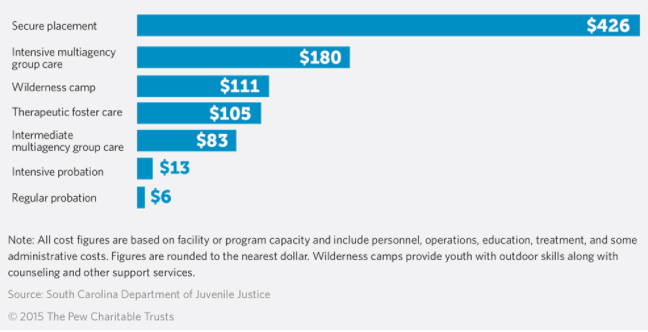 Secure placement
$426
Intensive multiagency
group care
$180
Wilderness camp
$111
Therapeutic foster care
$105
Intermediate
multiagency group care
$83
Intensive probation
$13
Regular probation
$6
Note: All cost figures are based on facility or program capacity and include personnel, operations, education, treatment, and some
administrative costs. Figures are rounded to the nearest dollar. Wilderness camps provide youth with outdoor skills along with
counseling and other support services.
Source: South Carolina Department of Juvenile Justice
© 2015 The Pew Charitable Trusts